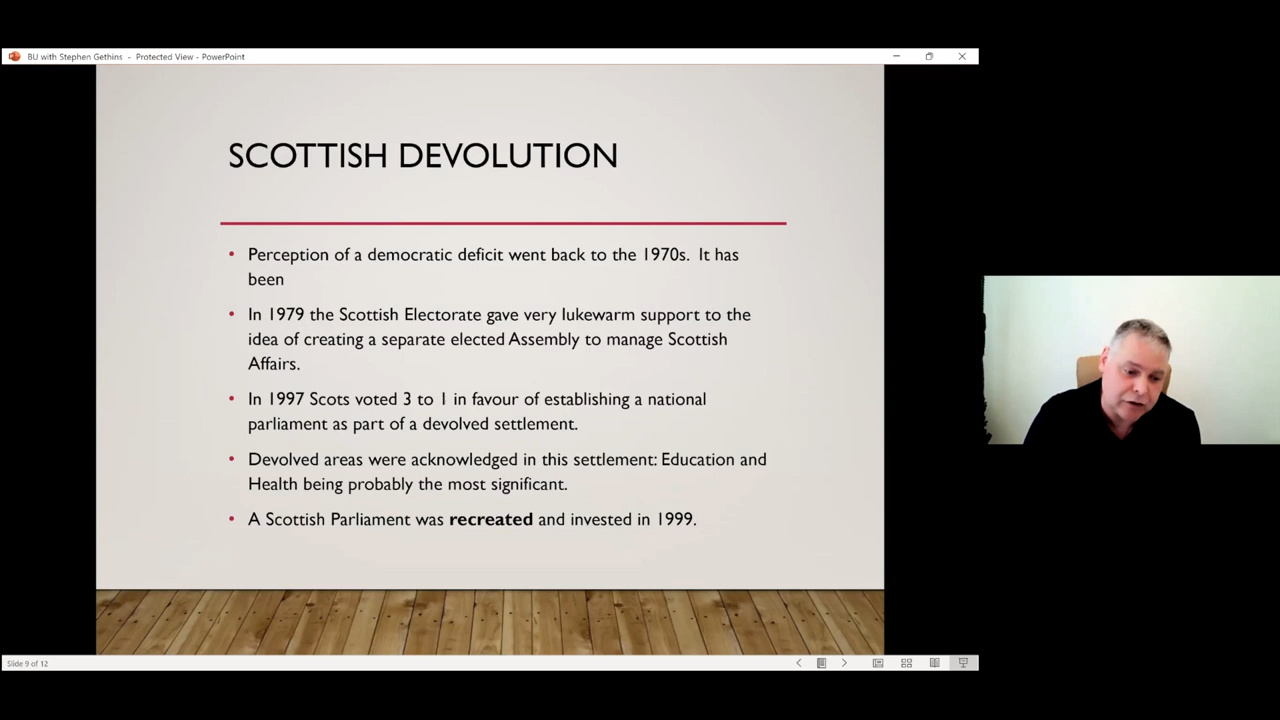 BU with Stephen Gethins - Protected View - PowerPoint
SCOTTISH DEVOLUTION
• Perception of a democratic deficit went back to the 1970s. It has
been
• In 1979 the Scottish Electorate gave very lukewarm support to the
idea of creating a separate elected Assembly to manage Scottish
Affairs.
• In 1997 Scots voted 3 to 1 in favour of establishing a national
parliament as part of a devolved settlement.
• Devolved areas were acknowledged in this settlement: Education and
Health being probably the most significant.
• A Scottish Parliament was recreated and invested in 1999.
Slide 9 of 12